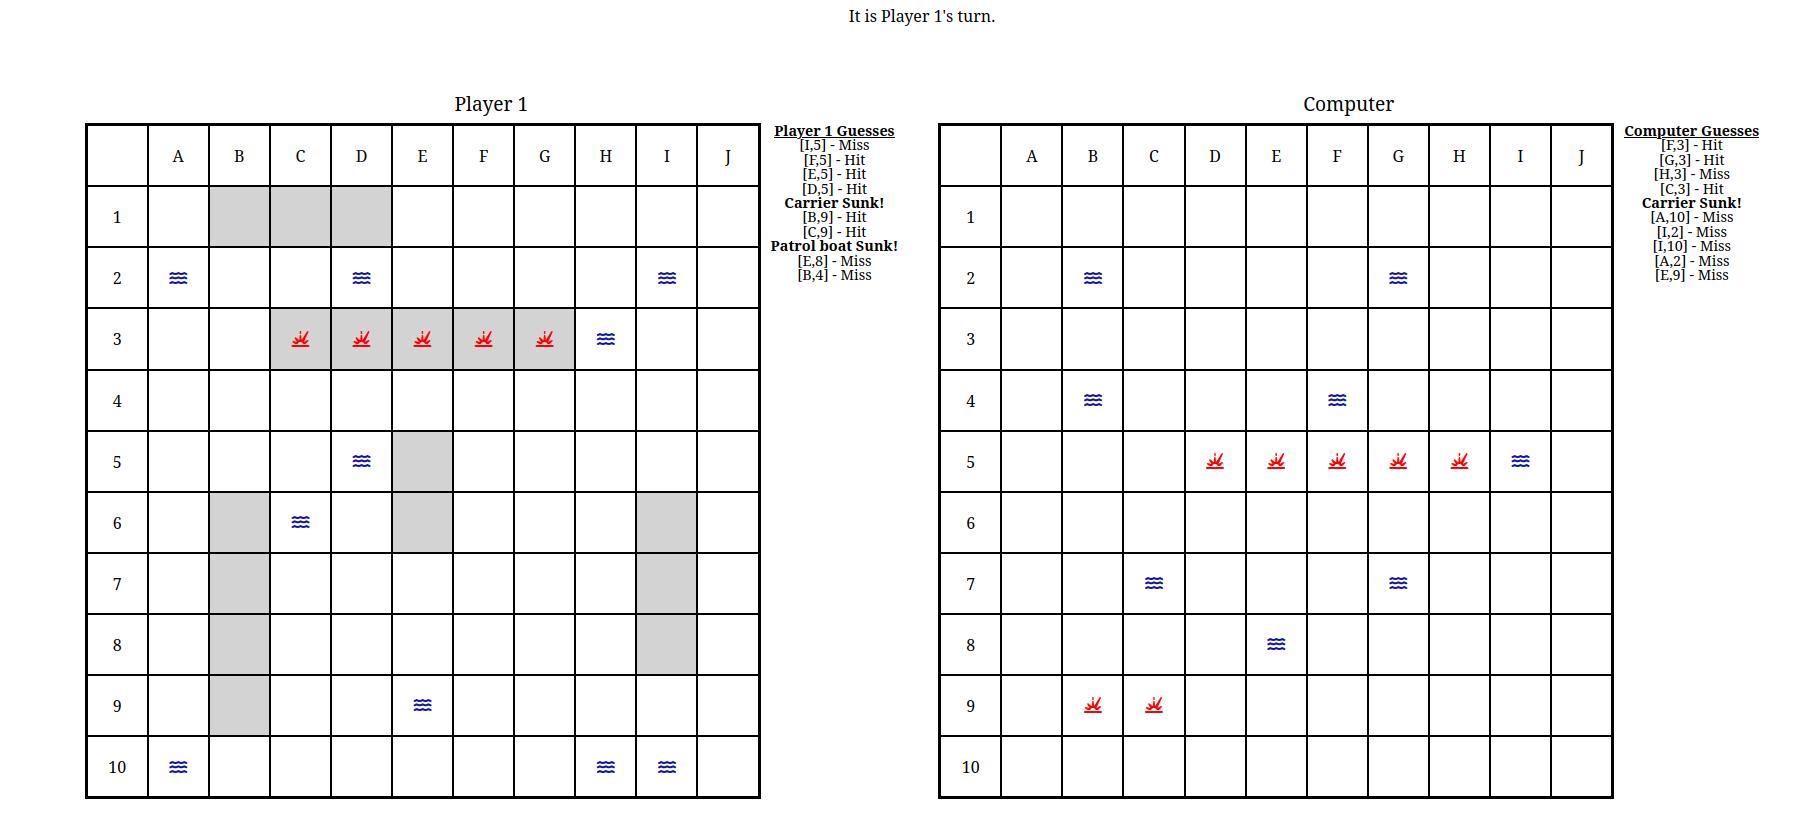 It is Player 1's turn.
Player 1
A B C D E F G H I J
1
2
3
4
5
6
7
8
9
10
Player 1 Guesses
[I,5] - Miss
[F,5] - Hit
[E,5] - Hit
[D,5] - Hit
Carrier Sunk!
[B,9] - Hit
[C,9] - Hit
Patrol boat Sunk!
[E,8] - Miss
[B,4] - Miss
Computer
A B C D E F G H I J
1
2
3
4
5
6
7
8
9
10
Computer Guesses
[F,3] - Hit
[G,3] - Hit
[H,3] - Miss
[C,3] - Hit
Carrier Sunk!
[A,10] - Miss
[I,2] - Miss
[I,10] - Miss
[A,2] - Miss
[E,9] - Miss